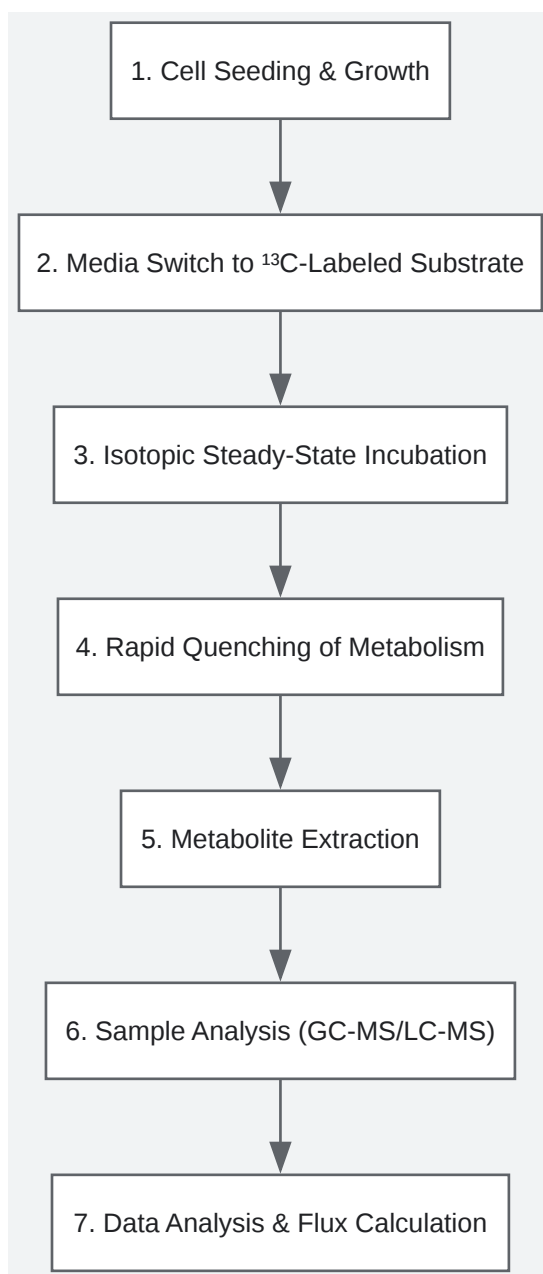 1. Cell Seeding & Growth
2. Media Switch to ¹³C-Labeled Substrate
3. Isotopic Steady-State Incubation
4. Rapid Quenching of Metabolism
5. Metabolite Extraction
6. Sample Analysis (GC-MS/LC-MS)
7. Data Analysis & Flux Calculation